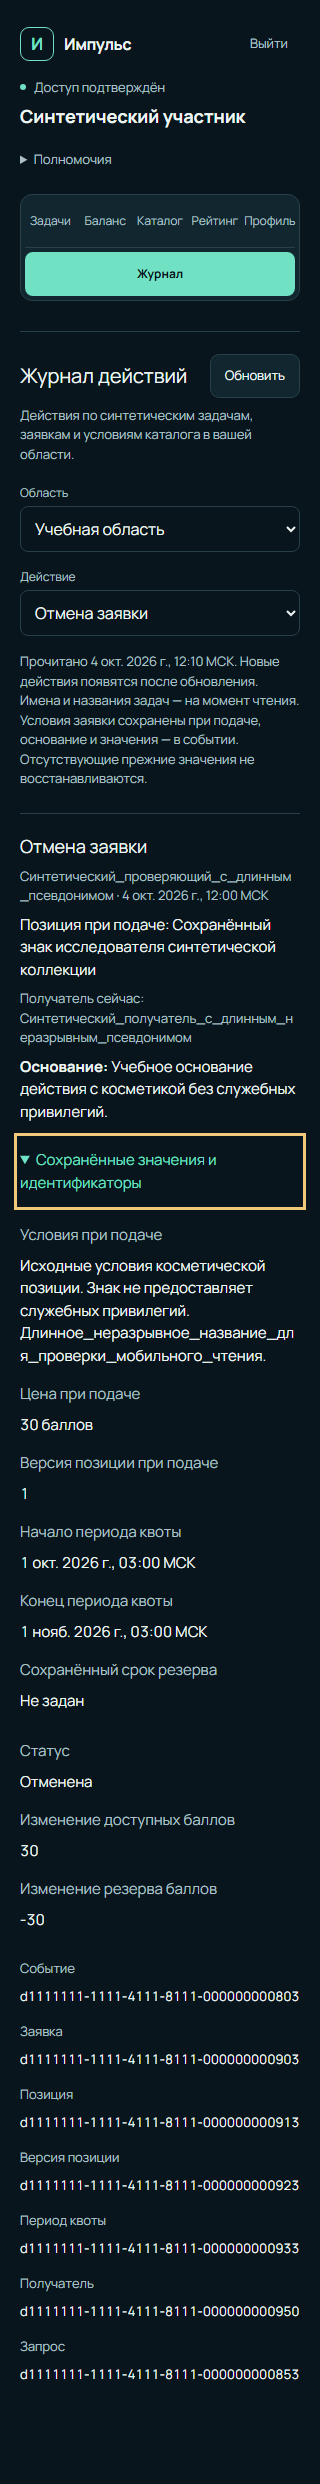 И Импульс Выйти
Доступ подтверждён
Синтетический участник
Полномочия
Задачи Баланс Каталог Рейтинг Профиль
Журнал
Журнал действий Обновить
Действия по синтетическим задачам,
заявкам и условиям каталога в вашей
области.
Область
Учебная область
Действие
Отмена заявки
Прочитано 4 окт. 2026 г., 12:10 МСК. Новые
действия появятся после обновления.
Имена и названия задач — на момент чтения.
Условия заявки сохранены при подаче,
основание и значения — в событии.
Отсутствующие прежние значения не
восстанавливаются.
Отмена заявки
Синтетический_проверяющий_с_длинным
_псевдонимом · 4 окт. 2026 г., 12:00 МСК
Позиция при подаче: Сохранённый
знак исследователя синтетической
коллекции
Получатель сейчас:
Синтетический_получатель_с_длинным_н
еразрывным_псевдонимом
Основание: Учебное основание
действия с косметикой без служебных
привилегий.
Сохранённые значения и
идентификаторы
Условия при подаче
Исходные условия косметической
позиции. Знак не предоставляет
служебных привилегий.
Длинное_неразрывное_название_дл
я_проверки_мобильного_чтения.
Цена при подаче
30 баллов
Версия позиции при подаче
1
Начало периода квоты
1 окт. 2026 г., 03:00 МСК
Конец периода квоты
1 нояб. 2026 г., 03:00 МСК
Сохранённый срок резерва
Не задан
Статус
Отменена
Изменение доступных баллов
30
Изменение резерва баллов
-30
Событие
d1111111-1111-4111-8111-000000000803
Заявка
d1111111-1111-4111-8111-000000000903
Позиция
d1111111-1111-4111-8111-000000000913
Версия позиции
d1111111-1111-4111-8111-000000000923
Период квоты
d1111111-1111-4111-8111-000000000933
Получатель
d1111111-1111-4111-8111-000000000950
Запрос
d1111111-1111-4111-8111-000000000853